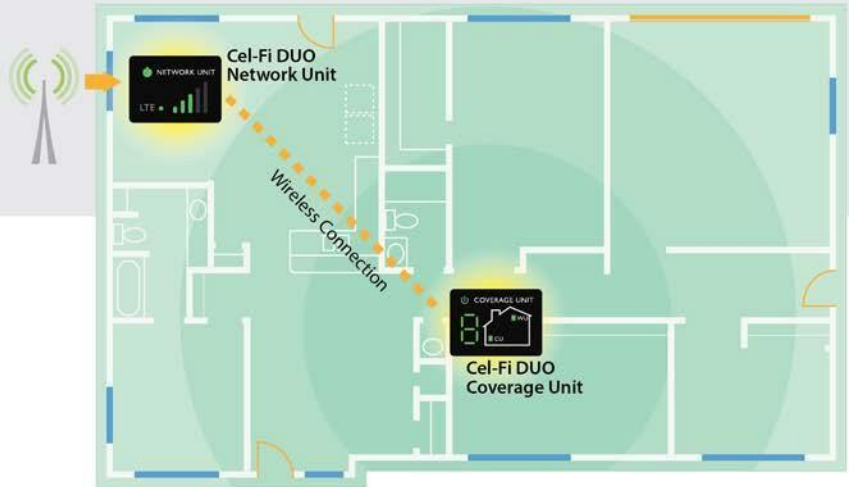 Cel-Fi DUO
Network Unit
NETWORK UNIT
LTE
Wireless Connection
COVERAGE UNIT
8
WU
CU
Cel-Fi DUO
Coverage Unit